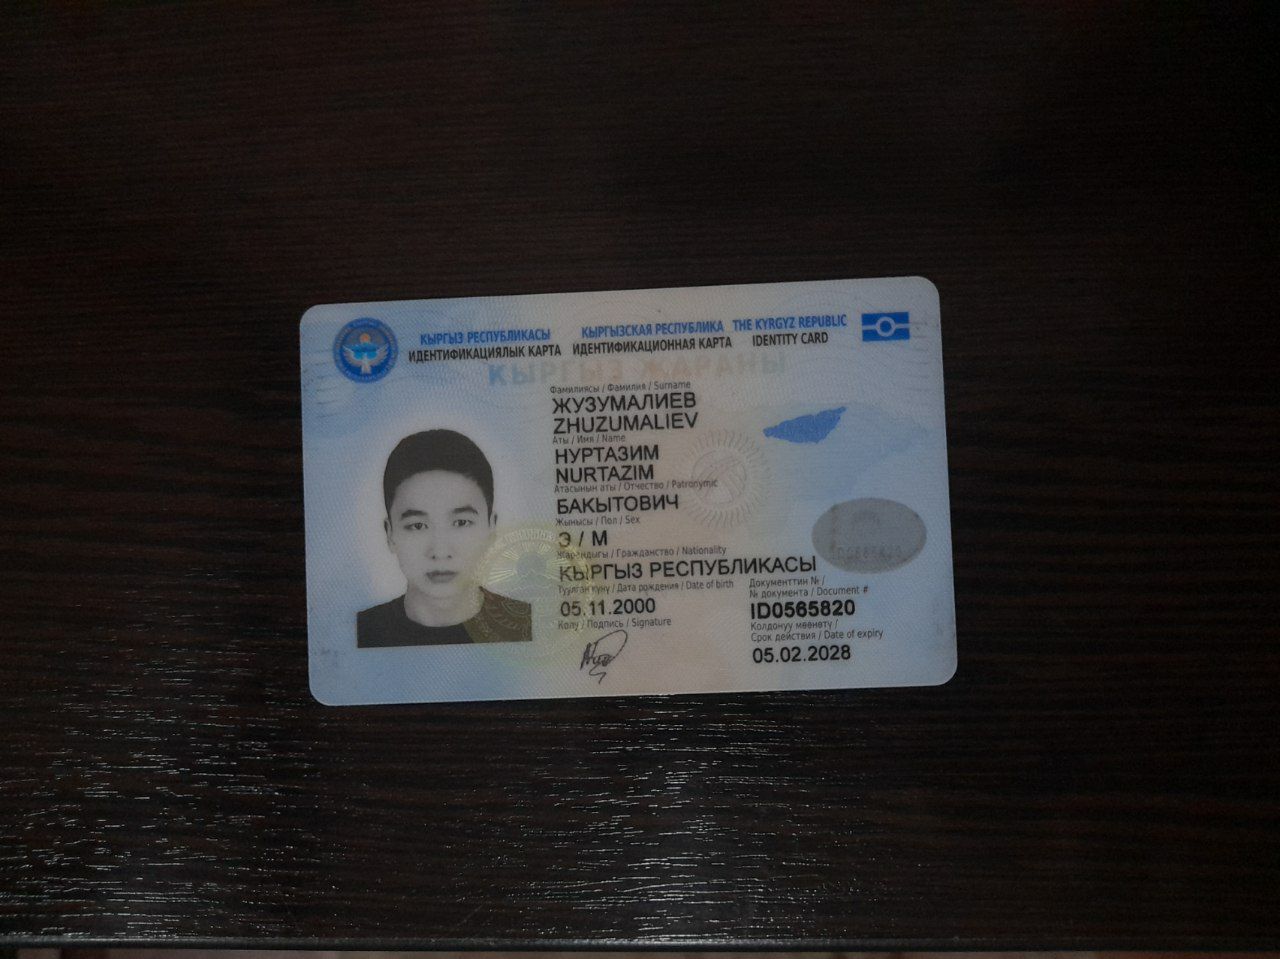 КЫРГЫЗ РЕСПУБЛИКАСЫ КЫРГЫЗСКАЯ РЕСПУБЛИКА THE KYRGYZ REPUBLIC
ИДЕНТИФИКАЦИЯЛЫК КАРТА ИДЕНТИФИКАЦИОННАЯ КАРТА IDENTITY CARD
КЫРГЫЗ ЖАРАНЫ
Фамилиясы / Фамилия / Surname
ЖУЗУМАЛИЕВ
ZHUZUMALIEV
Аты / Имя / Name
НУРТАЗИМ
NURTAZIM
Атасынын аты / Отчество / Patronymic
БАКЫТОВИЧ
Жынысы / Пол / Sex
Э / М
Жарандыгы / Гражданство / Nationality
КЫРГЫЗ РЕСПУБЛИКАСЫ
Туулган күнү / Дата рождения / Date of birth
05.11.2000
Документтин № /
№ документа / Document #
ID0565820
Колу / Подпись / Signature
Колдонуу мөөнөтү /
Срок действия / Date of expiry
05.02.2028